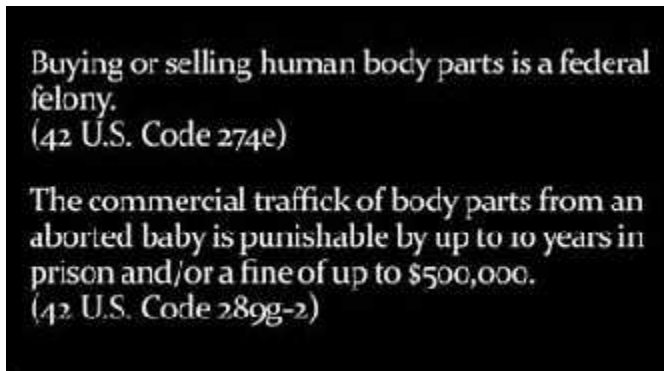 Buying or selling human body parts is a federal
felony.
(42 U.S. Code 274e)
The commercial traffick of body parts from an
aborted baby is punishable by up to 10 years in
prison and/or a fine of up to $500,000.
(42 U.S. Code 289g-2)